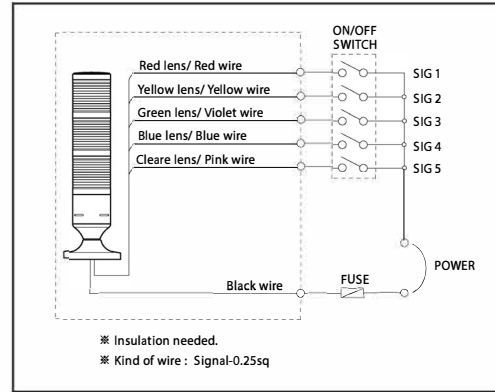 ON/OFF
SWITCH
Red lens/ Red wire
SIG 1
Yellow lens/ Yellow wire
SIG 2
Green lens/ Violet wire
SIG 3
Blue lens/ Blue wire
SIG 4
Cleare lens/ Pink wire
SIG 5
POWER
Black wire
FUSE
※ Insulation needed.
※ Kind of wire : Signal-0.25sq